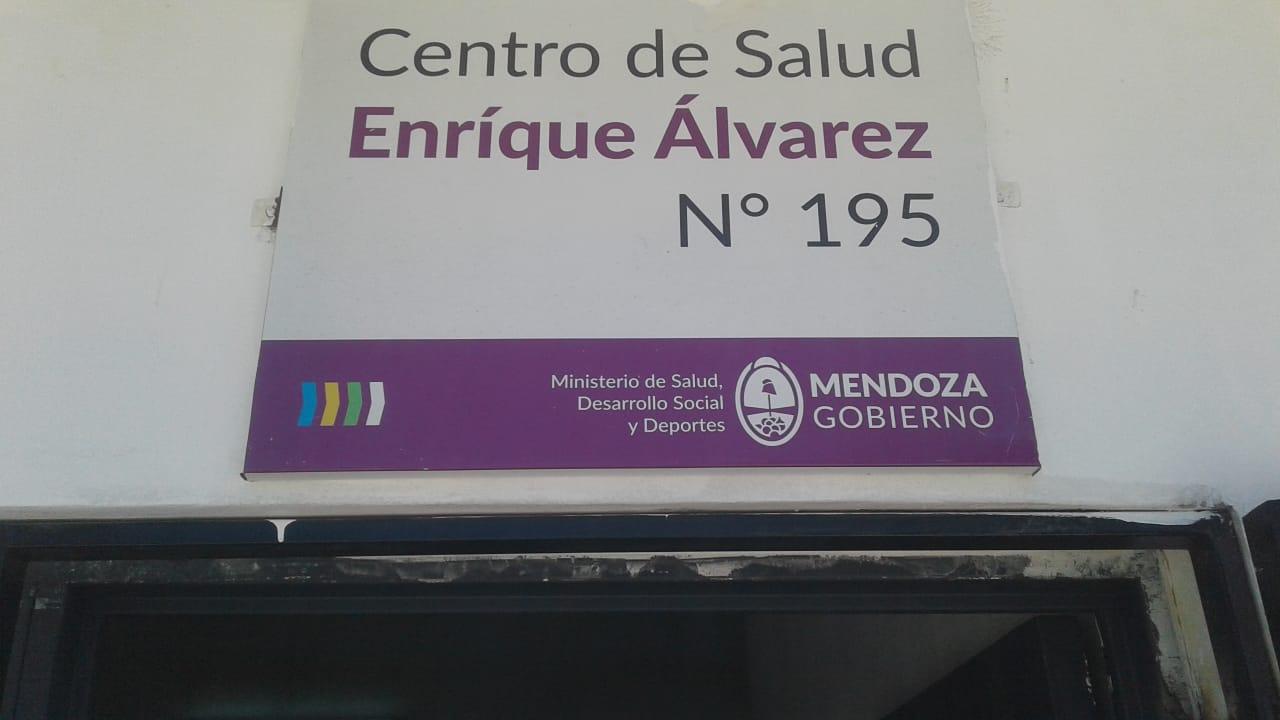 Centro de Salud
Enríque Álvarez
N° 195
Ministerio de Salud,
Desarrollo Social
y Deportes
MENDOZA
GOBIERNO